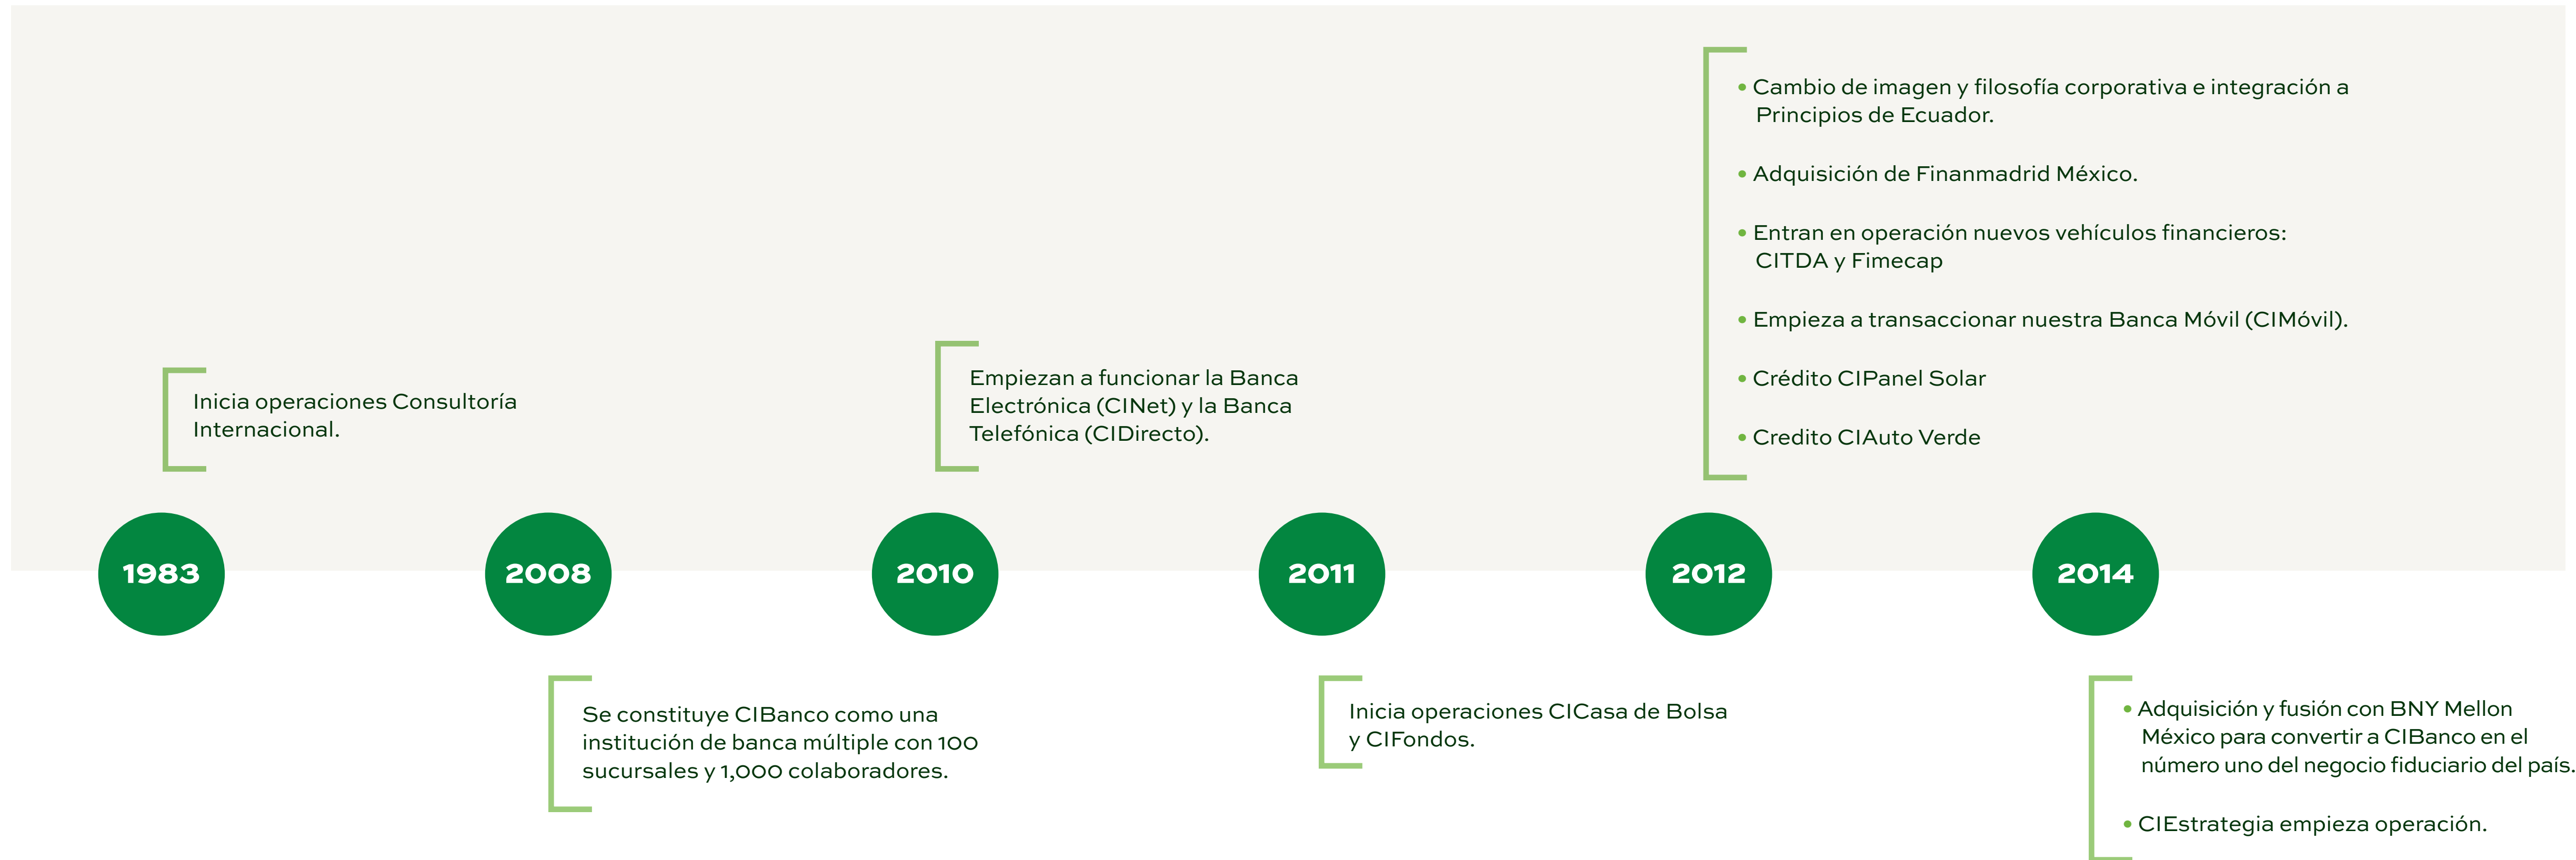 1983
Inicia operaciones Consultoría
Internacional.
2008
Se constituye CIBanco como una
institución de banca múltiple con 100
sucursales y 1,000 colaboradores.
2010
Empiezan a funcionar la Banca
Electrónica (CINet) y la Banca
Telefónica (CIDirecto).
2011
Inicia operaciones CICasa de Bolsa
y CIFondos.
2012
• Cambio de imagen y filosofía corporativa e integración a
Principios de Ecuador.
• Adquisición de Finanmadrid México.
• Entran en operación nuevos vehículos financieros:
CITDA y Fimecap
• Empieza a transaccionar nuestra Banca Móvil (CIMóvil).
• Crédito CIPanel Solar
• Credito CIAuto Verde
2014
• Adquisición y fusión con BNY Mellon
México para convertir a CIBanco en el
número uno del negocio fiduciario del país.
• CIEstrategia empieza operación.